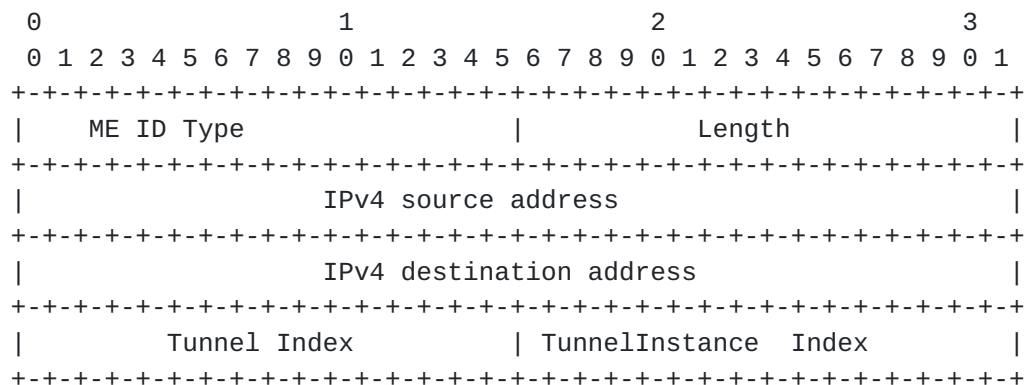 0                   1                   2                   3
 0 1 2 3 4 5 6 7 8 9 0 1 2 3 4 5 6 7 8 9 0 1 2 3 4 5 6 7 8 9 0 1
+-+-+-+-+-+-+-+-+-+-+-+-+-+-+-+-+-+-+-+-+-+-+-+-+-+-+-+-+-+-+-+-+
|    ME ID Type                 |           Length              |
+-+-+-+-+-+-+-+-+-+-+-+-+-+-+-+-+-+-+-+-+-+-+-+-+-+-+-+-+-+-+-+-+
|                   IPv4 source address                         |
+-+-+-+-+-+-+-+-+-+-+-+-+-+-+-+-+-+-+-+-+-+-+-+-+-+-+-+-+-+-+-+-+
|                   IPv4 destination address                    |
+-+-+-+-+-+-+-+-+-+-+-+-+-+-+-+-+-+-+-+-+-+-+-+-+-+-+-+-+-+-+-+-+
|         Tunnel Index          | TunnelInstance  Index         |
+-+-+-+-+-+-+-+-+-+-+-+-+-+-+-+-+-+-+-+-+-+-+-+-+-+-+-+-+-+-+-+-+